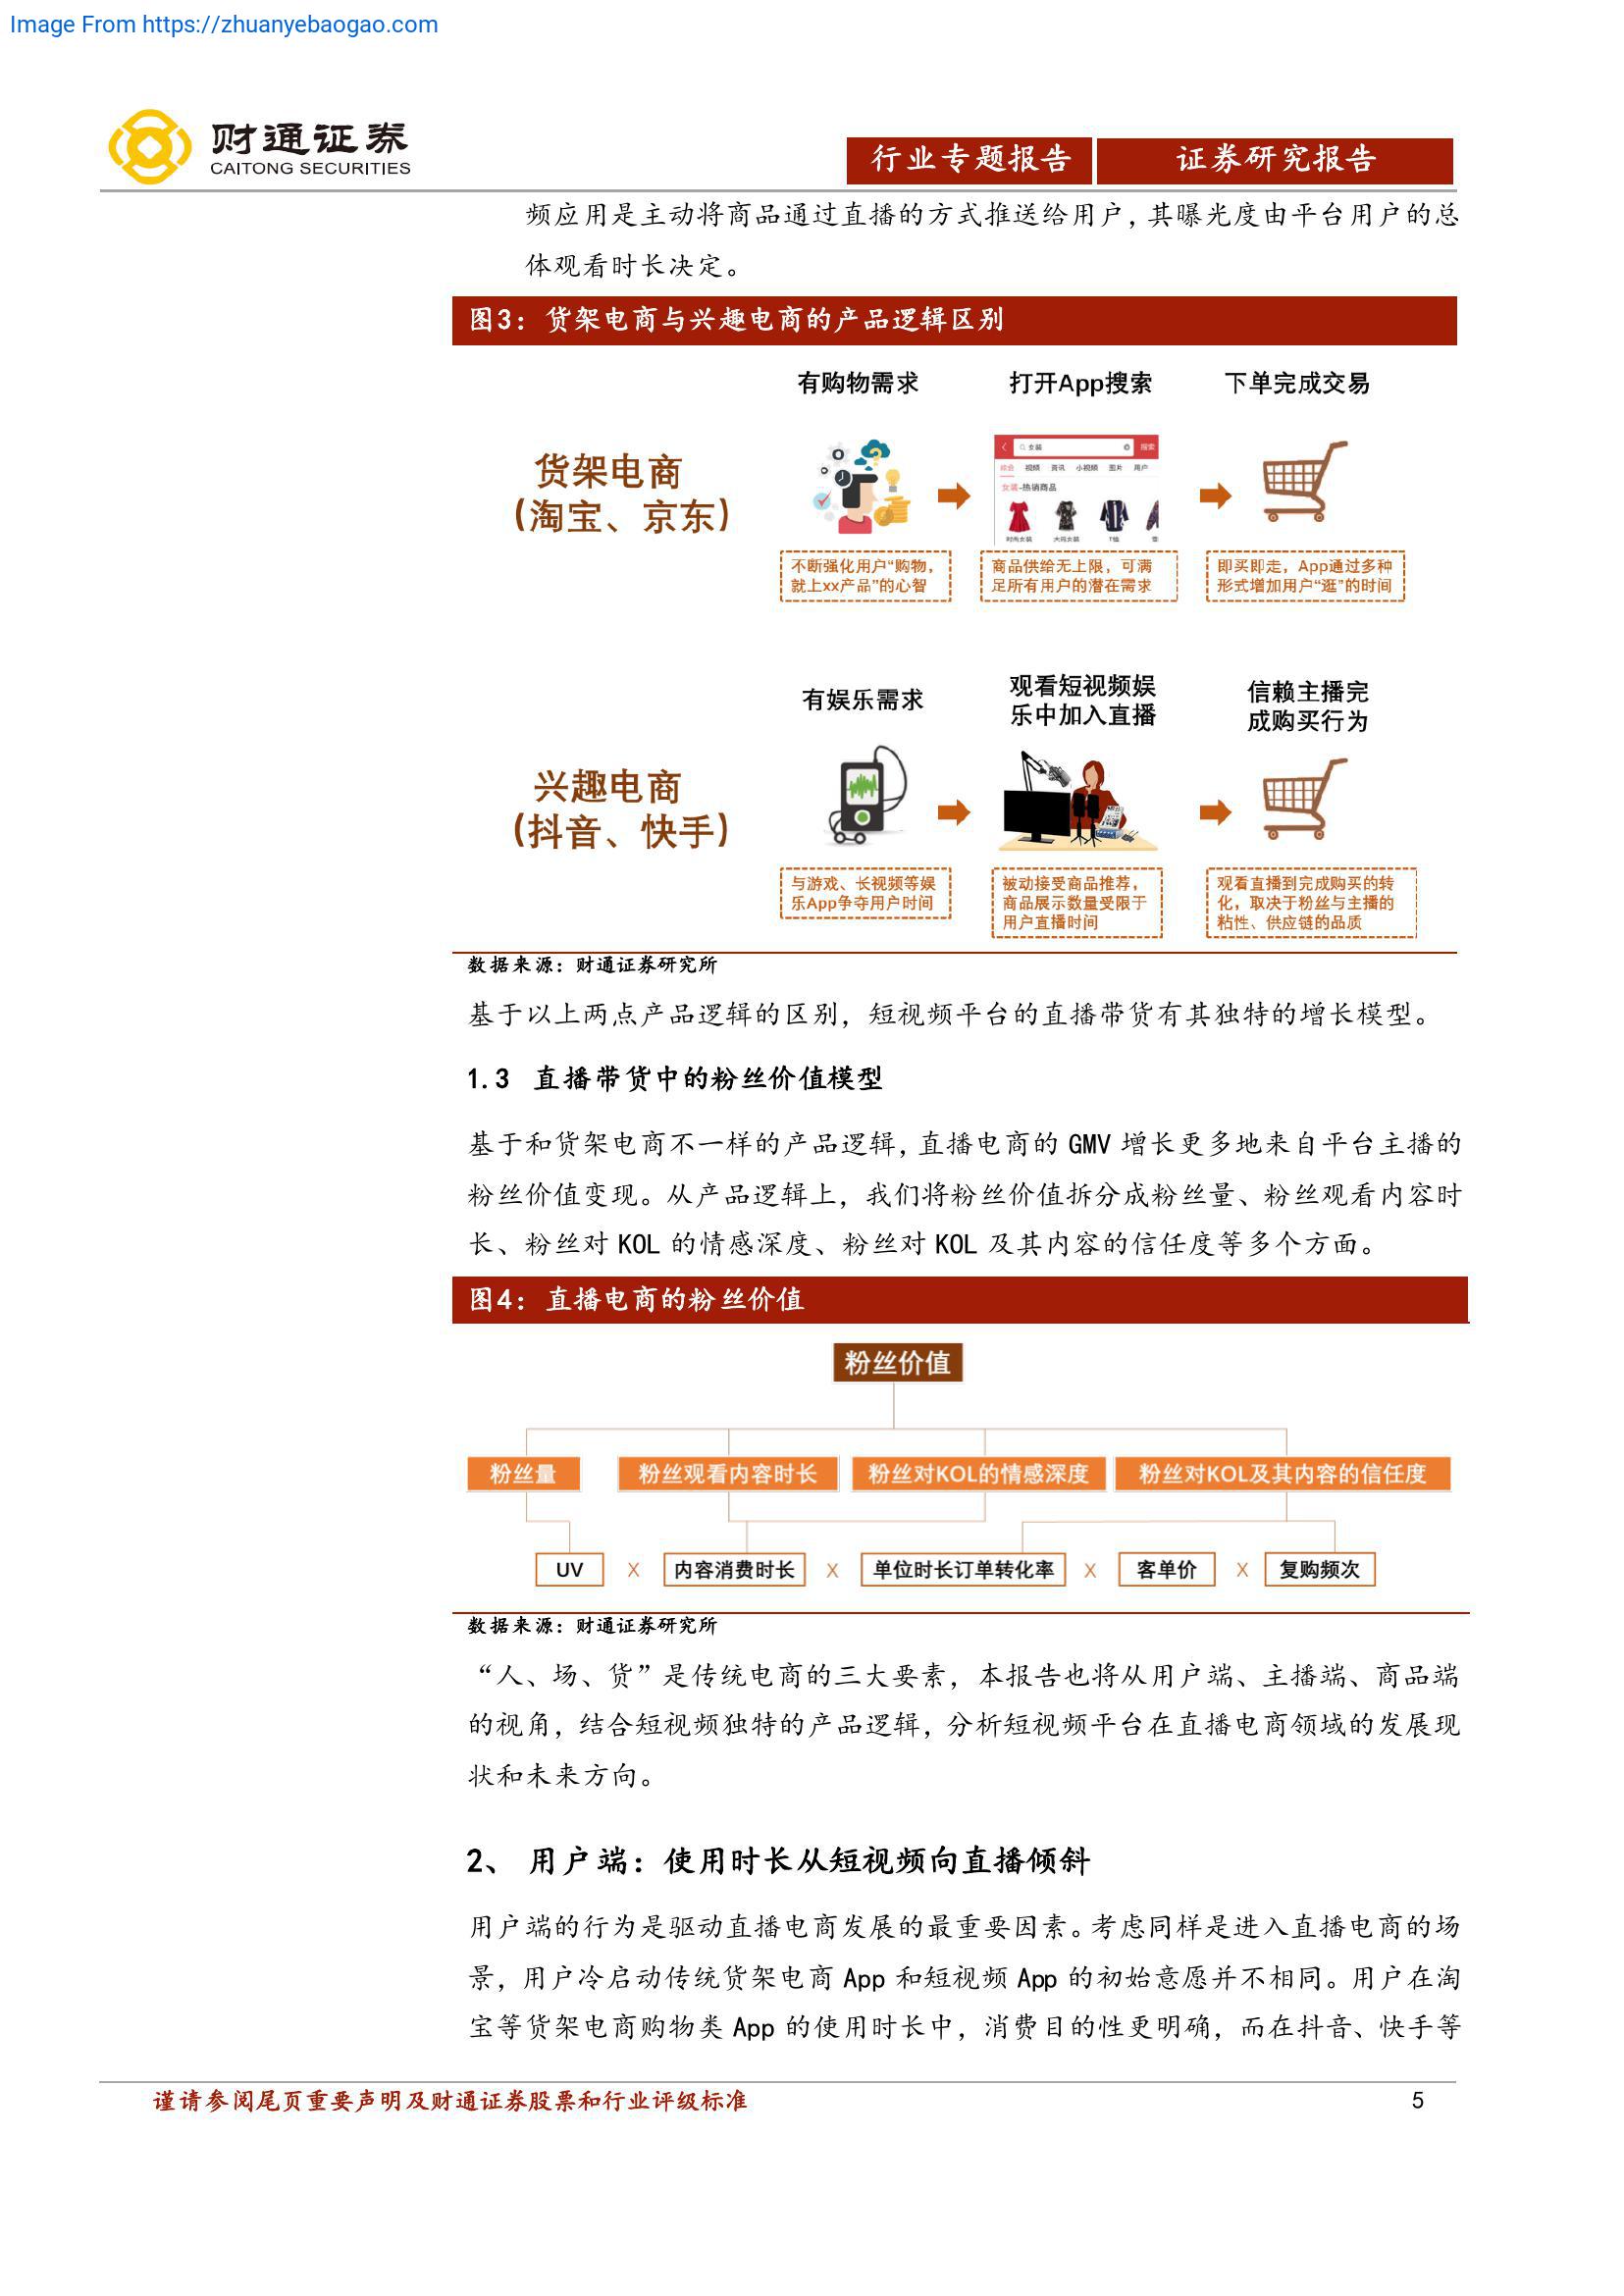 Image From https://zhuanyebaogao.com
财通证券
CAITONG SECURITIES
行业专题报告 证券研究报告
频应用是主动将商品通过直播的方式推送给用户，其曝光度由平台用户的总
体观看时长决定。
图3：货架电商与兴趣电商的产品逻辑区别
有购物需求 打开App搜索 下单完成交易
货架电商
（淘宝、京东）
女装 搜索
综合 视频 资讯 小视频 图片 用户
女装-热销商品
时尚女装 大码女装 T恤
不断强化用户“购物，
就上xx产品”的心智
商品供给无上限，可满
足所有用户的潜在需求
即买即走，App通过多种
形式增加用户“逛”的时间
有娱乐需求
观看短视频娱
乐中加入直播
信赖主播完
成购买行为
兴趣电商
（抖音、快手）
与游戏、长视频等娱
乐App争夺用户时间
被动接受商品推荐，
商品展示数量受限于
用户直播时间
观看直播到完成购买的转
化，取决于粉丝与主播的
粘性、供应链的品质
数据来源：财通证券研究所
基于以上两点产品逻辑的区别，短视频平台的直播带货有其独特的增长模型。
1.3 直播带货中的粉丝价值模型
基于和货架电商不一样的产品逻辑，直播电商的 GMV 增长更多地来自平台主播的
粉丝价值变现。从产品逻辑上，我们将粉丝价值拆分成粉丝量、粉丝观看内容时
长、粉丝对 KOL 的情感深度、粉丝对 KOL 及其内容的信任度等多个方面。
图4：直播电商的粉丝价值
粉丝价值
粉丝量 粉丝观看内容时长 粉丝对KOL的情感深度 粉丝对KOL及其内容的信任度
UV X 内容消费时长 X 单位时长订单转化率 X 客单价 X 复购频次
数据来源：财通证券研究所
“人、场、货”是传统电商的三大要素，本报告也将从用户端、主播端、商品端
的视角，结合短视频独特的产品逻辑，分析短视频平台在直播电商领域的发展现
状和未来方向。
2、 用户端：使用时长从短视频向直播倾斜
用户端的行为是驱动直播电商发展的最重要因素。考虑同样是进入直播电商的场
景，用户冷启动传统货架电商 App 和短视频 App 的初始意愿并不相同。用户在淘
宝等货架电商购物类 App 的使用时长中，消费目的性更明确，而在抖音、快手等
谨请参阅尾页重要声明及财通证券股票和行业评级标准 5